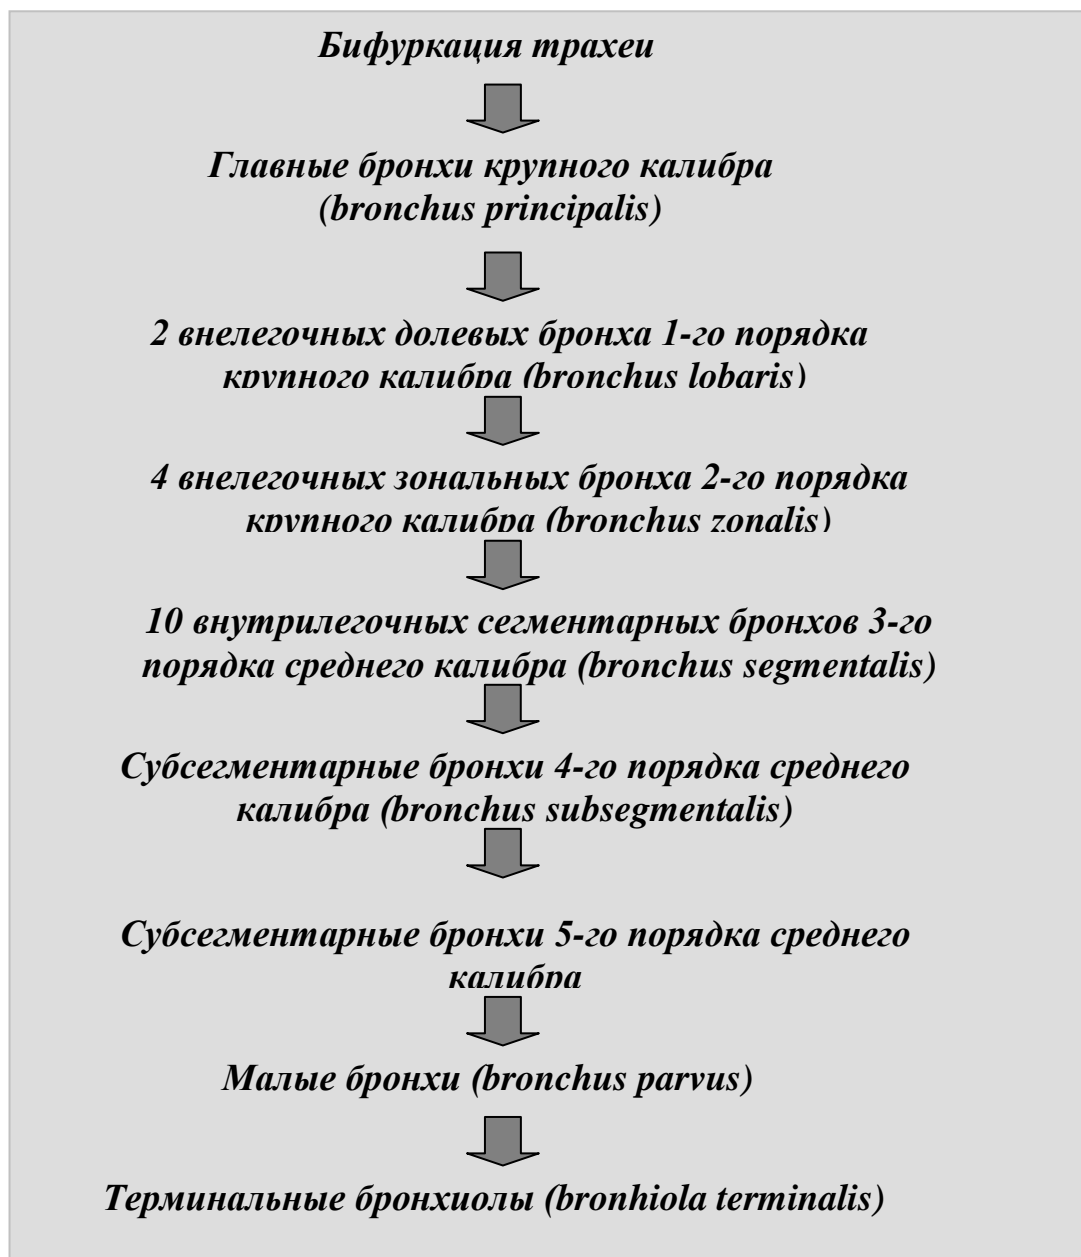 Бифуркация трахеи
Главные бронхи крупного калибра
(bronchus principalis)
2 внелегочных долевых бронха 1-го порядка
крупного калибра (bronchus lobaris)
4 внелегочных зональных бронха 2-го порядка
крупного калибра (bronchus zonalis)
10 внутрилегочных сегментарных бронхов 3-го
порядка среднего калибра (bronchus segmentalis)
Субсегментарные бронхи 4-го порядка среднего
калибра (bronchus subsegmentalis)
Субсегментарные бронхи 5-го порядка среднего
калибра
Малые бронхи (bronchus parvus)
Терминальные бронхиолы (bronhiola terminalis)